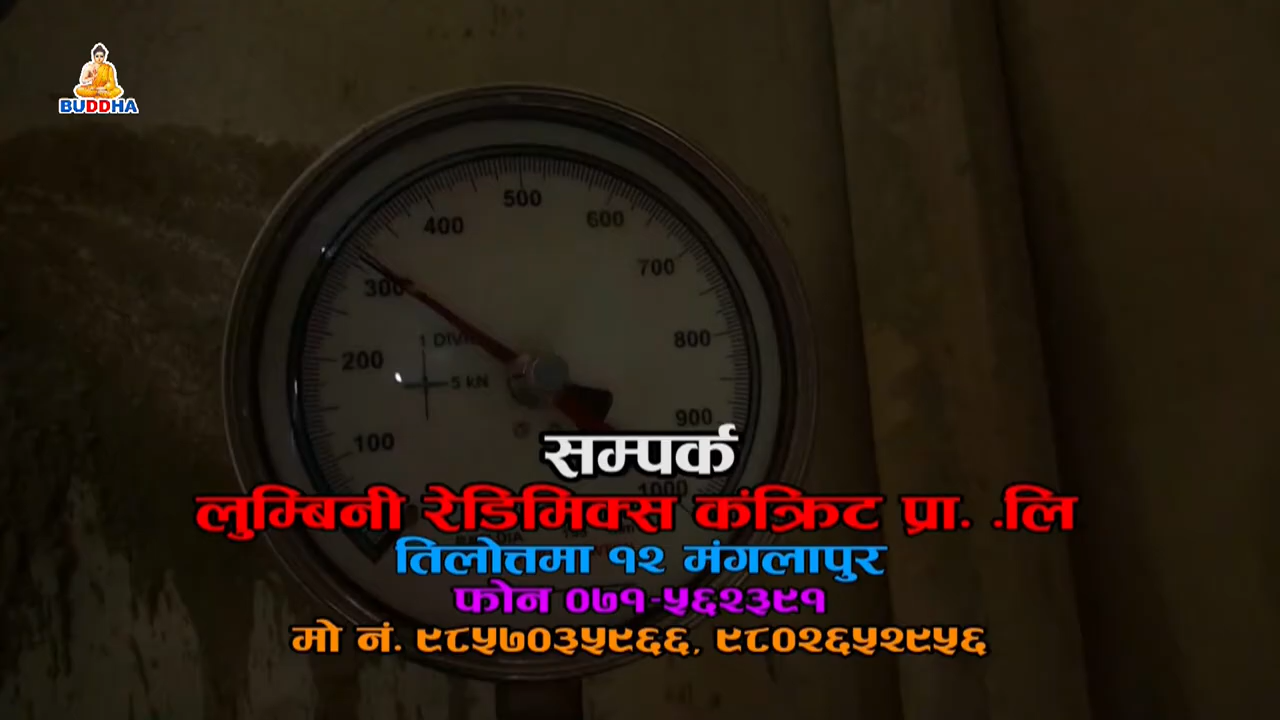 BUDDHA
500
400
600
300
700
200
800
1 DIV
5 kN
100
900
1000
सम्पर्क
लुम्बिनी रेडिमिक्स कंक्रिट प्रा. .लि
तिलोत्तमा १२ मंगलापुर
फोन ०७१-५६२३९१
मो नं. ९८५७०३५९६६, ९८०२६५२९५६